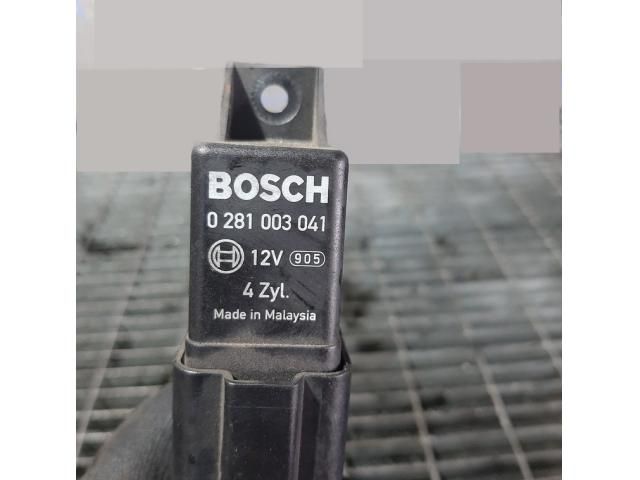 BOSCH
0 281 003 041
12V 905
4 Zyl.
Made in Malaysia